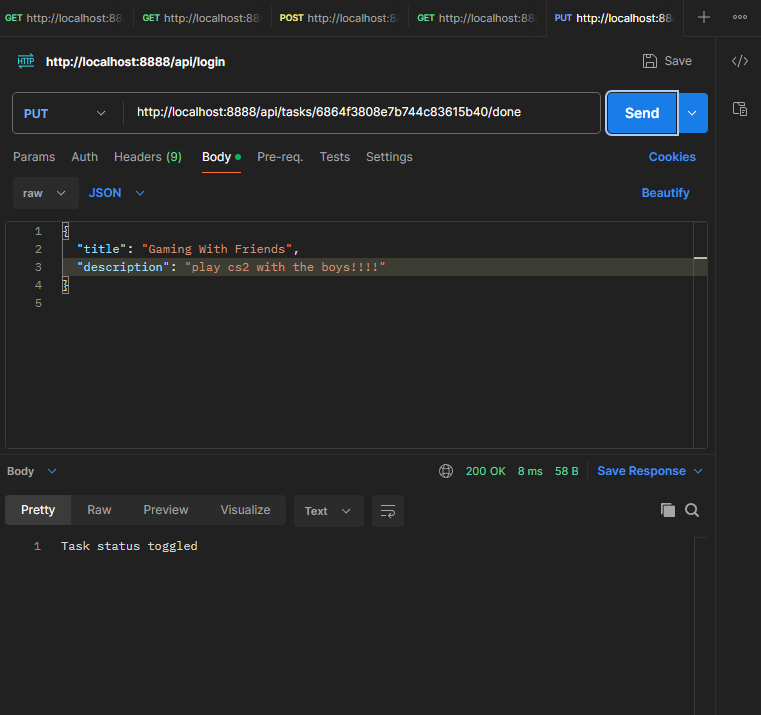 GET http://localhost:88
GET http://localhost:88
POST http://localhost:8
GET http://localhost:88
PUT http://localhost:88
HTTP http://localhost:8888/api/login
Save
PUT http://localhost:8888/api/tasks/6864f3808e7b744c83615b40/done
Send
Params Auth Headers (9) Body Pre-req. Tests Settings Cookies
raw JSON Beautify
1 {
2 "title": "Gaming With Friends",
3 "description": "play cs2 with the boys!!!!"
4 }
5
Body 200 OK 8 ms 58 B Save Response
Pretty Raw Preview Visualize Text
1 Task status toggled